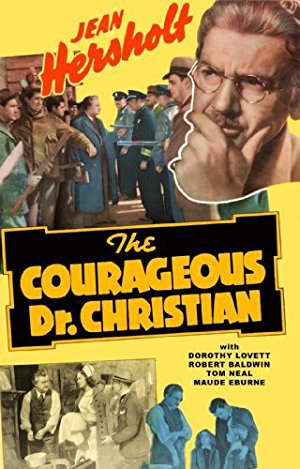 JEAN
Hersholt
The
COURAGEOUS
Dr. CHRISTIAN
with
DOROTHY LOVETT
ROBERT BALDWIN
TOM NEAL
MAUDE EBURNE